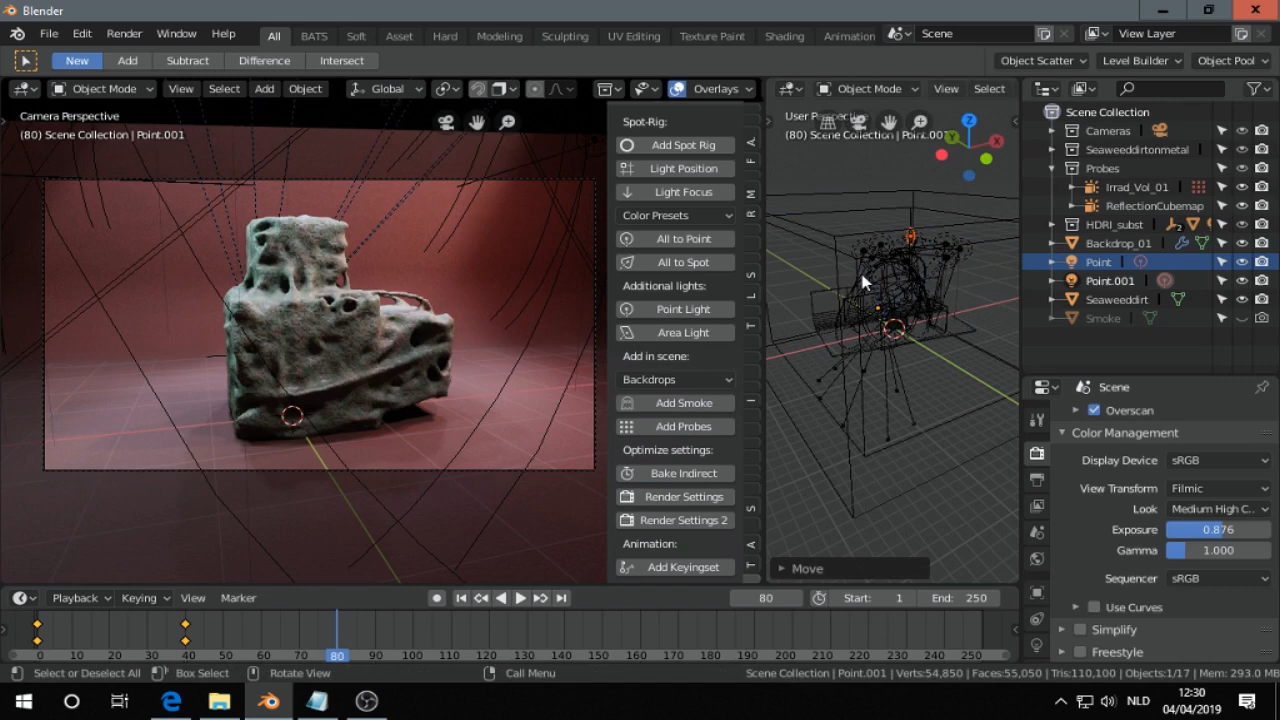 Blender
File Edit Render Window Help All BATS Soft Asset Hard Modeling Sculpting UV Editing Texture Paint Shading Animation Scene View Layer
New Add Subtract Difference Intersect Object Scatter Level Builder Object Pool
Object Mode View Select Add Object Global Overlays Object Mode View Select
Camera Perspective
(80) Scene Collection | Point.001
Spot-Rig:
Add Spot Rig
Light Position
Light Focus
Color Presets
All to Point
All to Spot
Additional lights:
Point Light
Area Light
Add in scene:
Backdrops
Add Smoke
Add Probes
Optimize settings:
Bake Indirect
Render Settings
Render Settings 2
Animation:
Add Keyingset
A
F
M
R
S
L
T
I
S
A
T
User Perspective
(80) Scene Collection | Point.001
Z
X
Y
Move
Scene Collection
Cameras
Seaweeddirtonmetal
Probes
Irrad_Vol_01
ReflectionCubemap
HDRI_subst 2
Backdrop_01
Point
Point.001
Seaweeddirt
Smoke
Scene
Overscan
Color Management
Display Device sRGB
View Transform Filmic
Look Medium High C..
Exposure 0.876
Gamma 1.000
Sequencer sRGB
Use Curves
Simplify
Freestyle
Playback Keying View Marker 80 Start: 1 End: 250
0 10 20 30 40 50 60 70 80 90 100 110 120 130 140 150 160 170 180 190 200 210 220 230 240 250
Select or Deselect All Box Select Rotate View Call Menu Scene Collection | Point.001 | Verts:54,850 | Faces:55,050 | Tris:110,100 | Objects:1/17 | Mem: 293.0 MB
NLD 12:30
04/04/2019